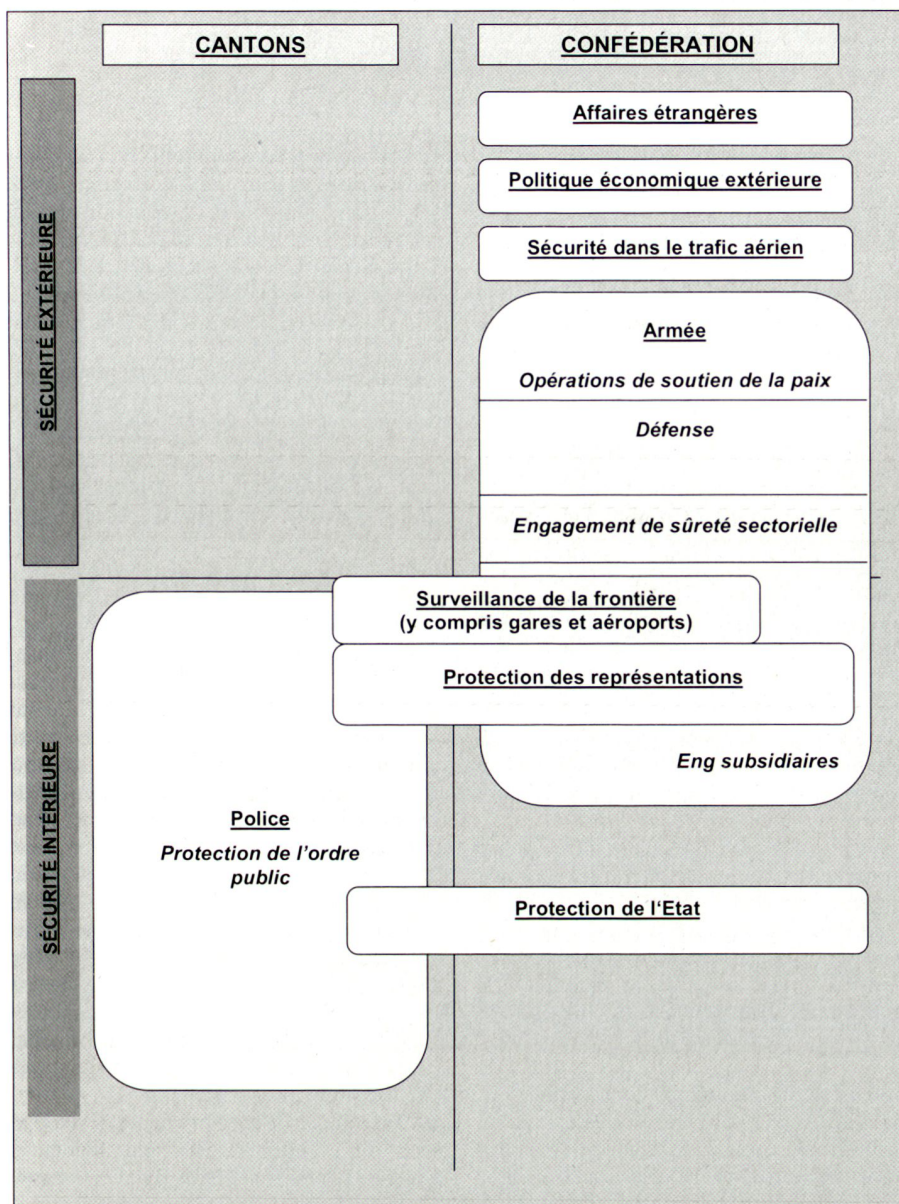 CANTONS
CONFÉDÉRATION
SÉCURITÉ EXTÉRIEURE
Affaires étrangères
Politique économique extérieure
Sécurité dans le trafic aérien
Armée
Opérations de soutien de la paix
Défense
Engagement de sûreté sectorielle
SÉCURITÉ INTÉRIEURE
Surveillance de la frontière
(y compris gares et aéroports)
Protection des représentations
Eng subsidiaires
Police
Protection de l'ordre
public
Protection de l‘Etat